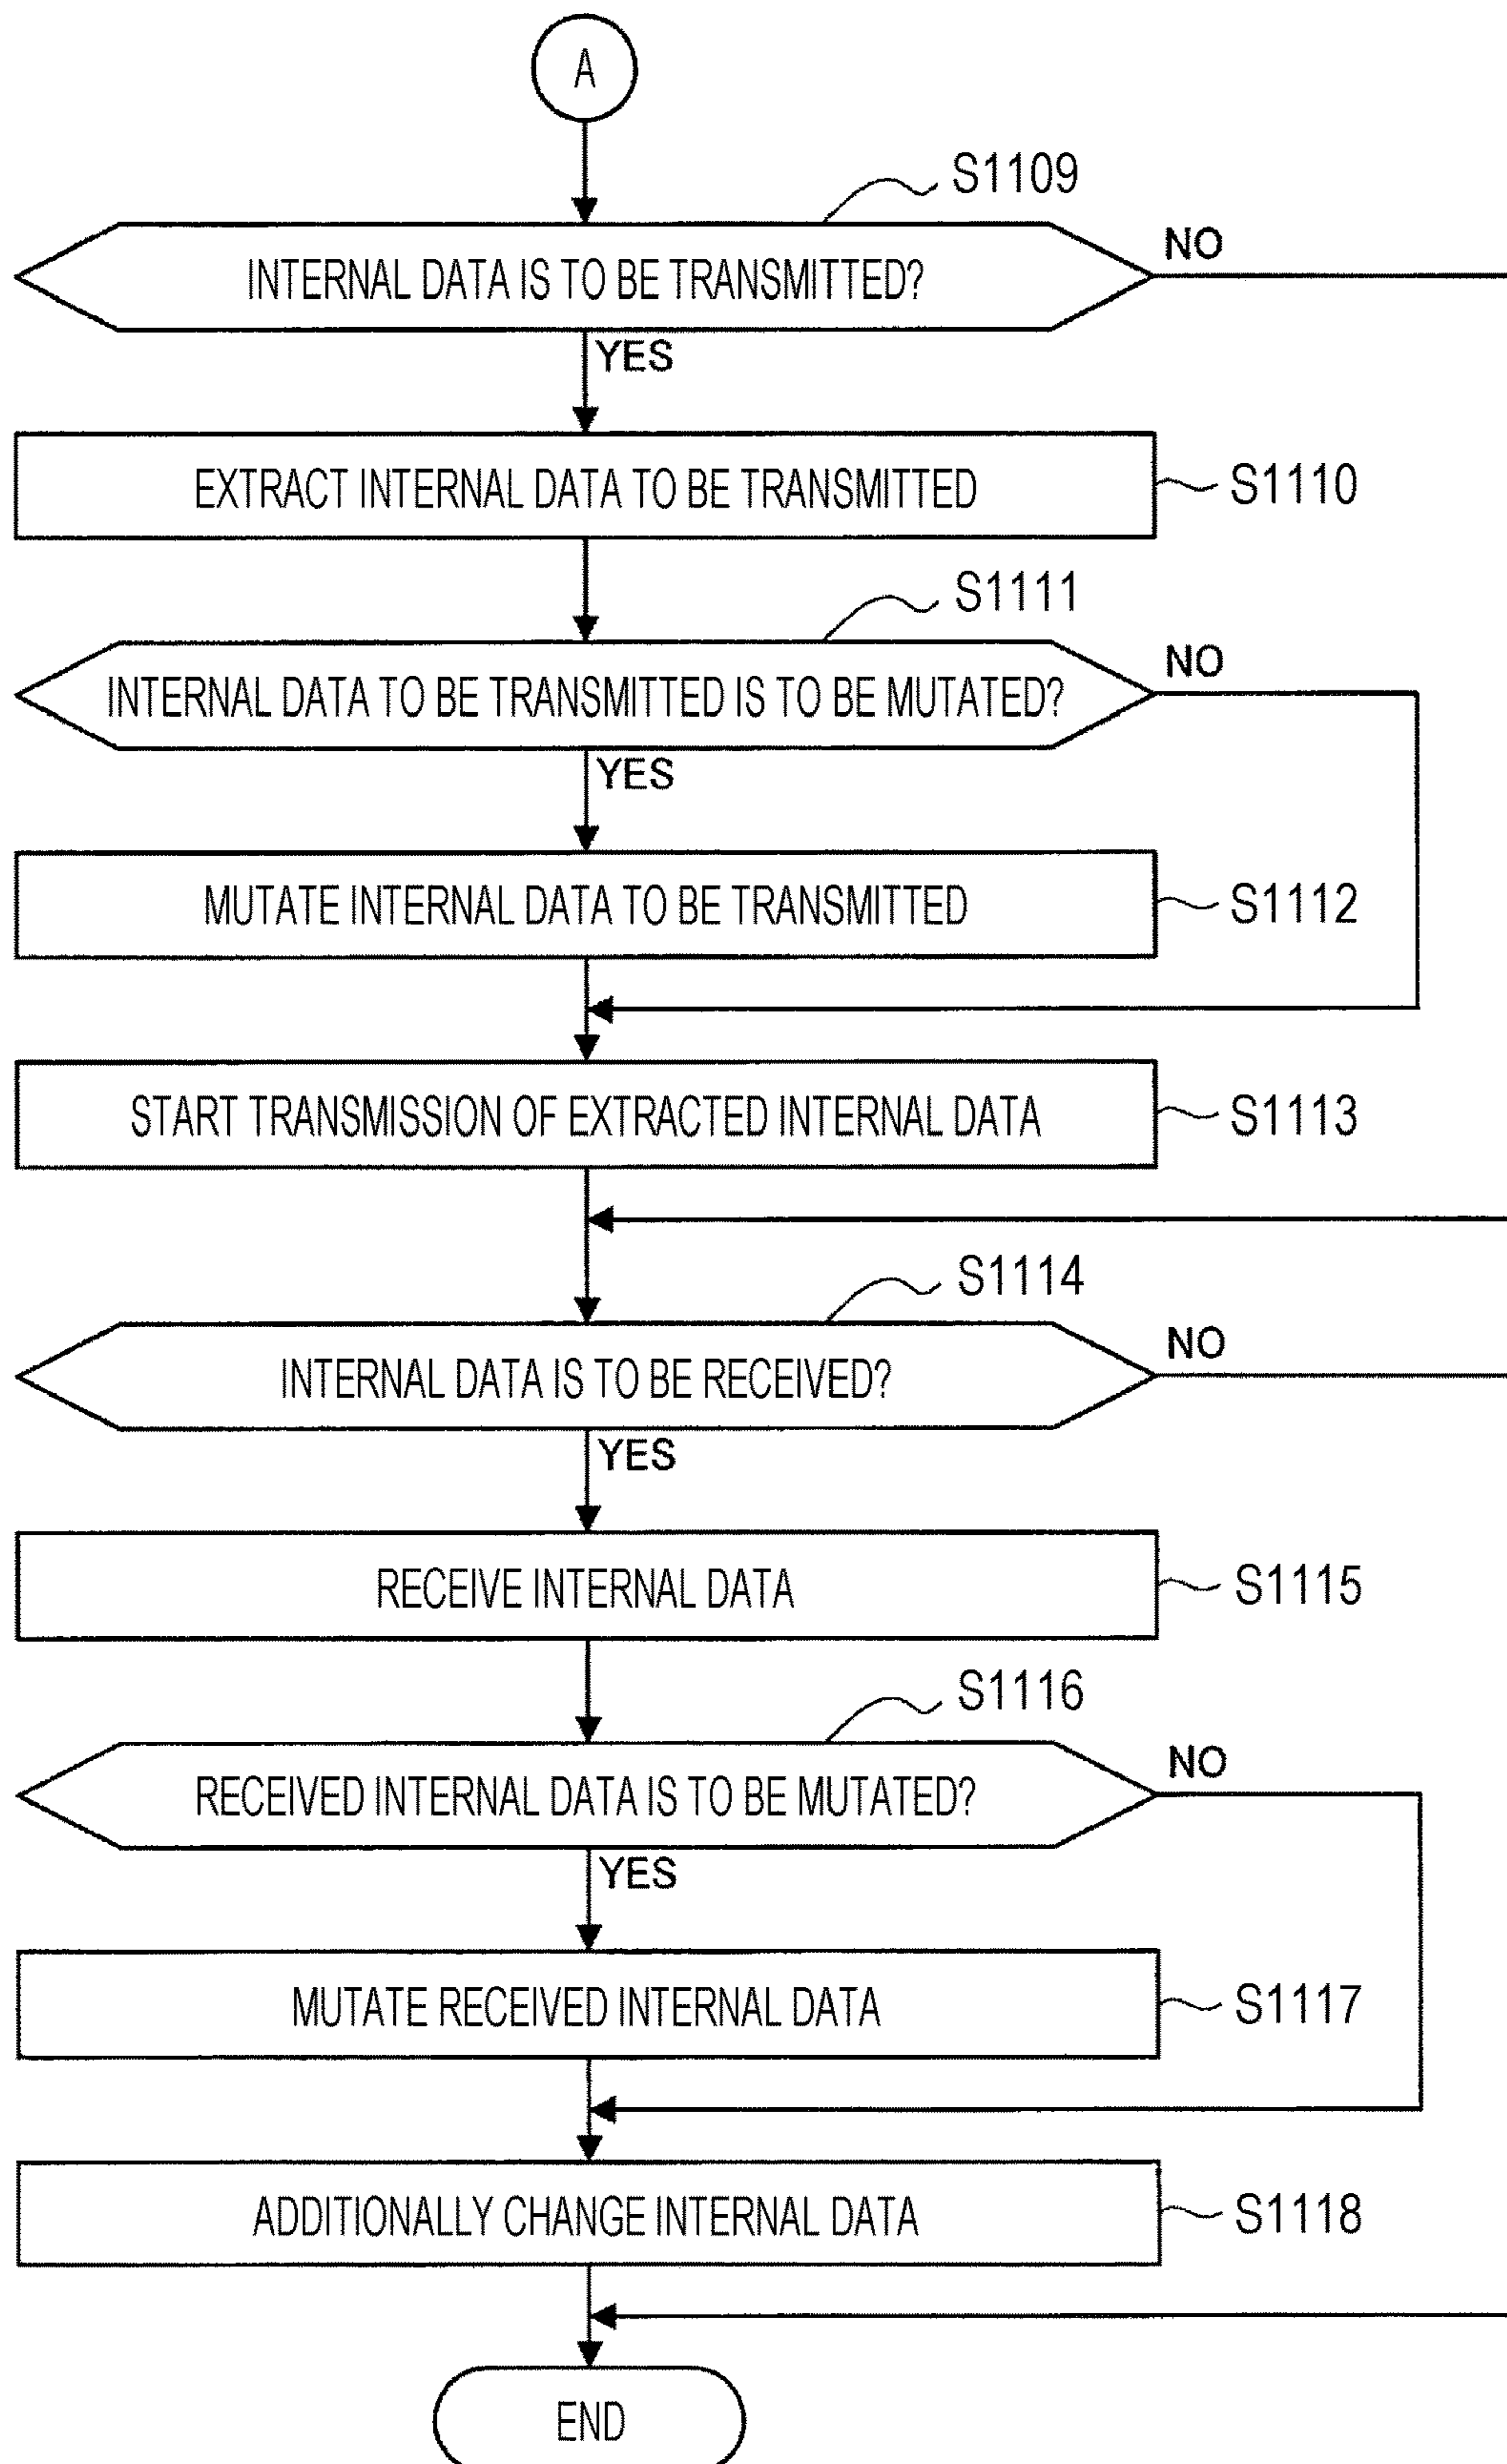 A
S1109
INTERNAL DATA IS TO BE TRANSMITTED?
NO
YES
EXTRACT INTERNAL DATA TO BE TRANSMITTED
S1110
S1111
INTERNAL DATA TO BE TRANSMITTED IS TO BE MUTATED?
NO
YES
MUTATE INTERNAL DATA TO BE TRANSMITTED
S1112
START TRANSMISSION OF EXTRACTED INTERNAL DATA
S1113
S1114
INTERNAL DATA IS TO BE RECEIVED?
NO
YES
RECEIVE INTERNAL DATA
S1115
S1116
RECEIVED INTERNAL DATA IS TO BE MUTATED?
NO
YES
MUTATE RECEIVED INTERNAL DATA
S1117
ADDITIONALLY CHANGE INTERNAL DATA
S1118
END